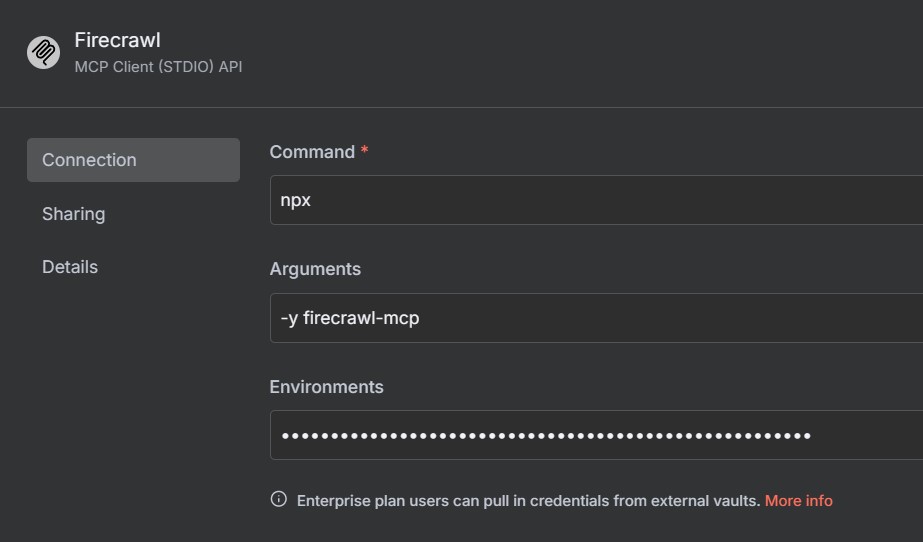 Firecrawl
MCP Client (STDIO) API
Connection
Sharing
Details
Command *
npx
Arguments
-y firecrawl-mcp
Environments
••••••••••••••••••••••••••••••••••••••••••••••••••••••
Enterprise plan users can pull in credentials from external vaults. More info